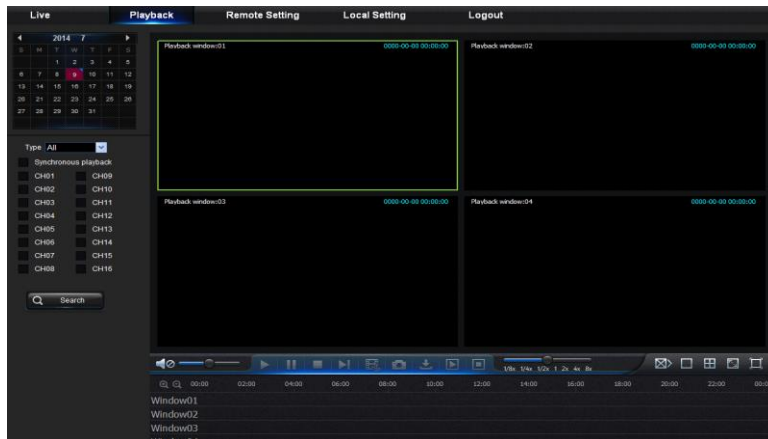 Live Playback Remote Setting Local Setting Logout
2014 7
S M T W T F S
1 2 3 4 5
6 7 8 9 10 11 12
13 14 15 16 17 18 19
20 21 22 23 24 25 26
27 28 29 30 31
Type All
Synchronous playback
CH01 CH09
CH02 CH10
CH03 CH11
CH04 CH12
CH05 CH13
CH06 CH14
CH07 CH15
CH08 CH16
Search
Playback window:01 0000-00-00 00:00:00
Playback window:02 0000-00-00 00:00:00
Playback window:03 0000-00-00 00:00:00
Playback window:04 0000-00-00 00:00:00
1/8x 1/4x 1/2x 1 2x 4x 8x
00:00 02:00 04:00 06:00 08:00 10:00 12:00 14:00 16:00 18:00 20:00 22:00 00:
Window01
Window02
Window03